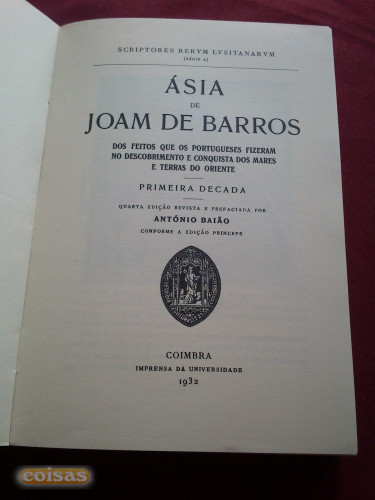 SCRIPTORES RERVM LVSITANARVM
ÁSIA
DE
JOAM DE BARROS
DOS FEITOS QUE OS PORTUGUESES FIZERAM
NO DESCOBRIMENTO E CONQUISTA DOS MARES
E TERRAS DO ORIENTE
PRIMEIRA DECADA
QUARTA EDIÇÃO REVISTA E PREFACIADA POR
ANTÓNIO BAIÃO
CONFORME A EDIÇÃO PRINCEPE
COIMBRA
IMPRENSA DA UNIVERSIDADE
1932
coisas